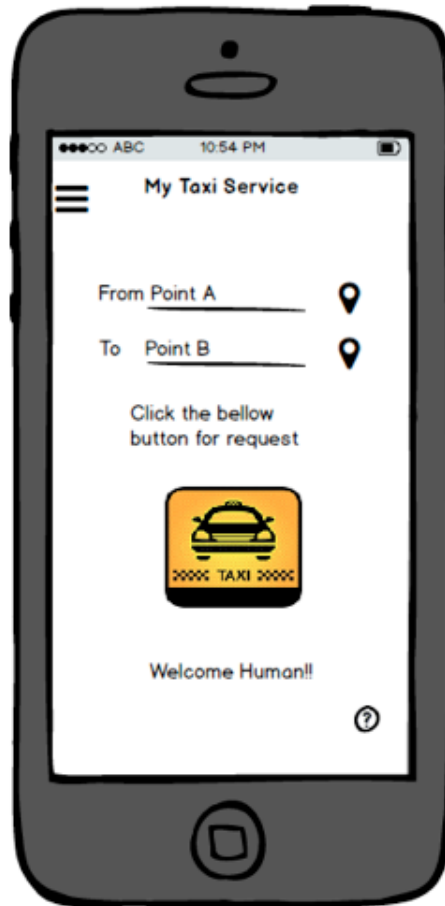 ABC 10:54 PM
My Taxi Service
From Point A
To Point B
Click the bellow
button for request
TAXI
Welcome Human!!
?